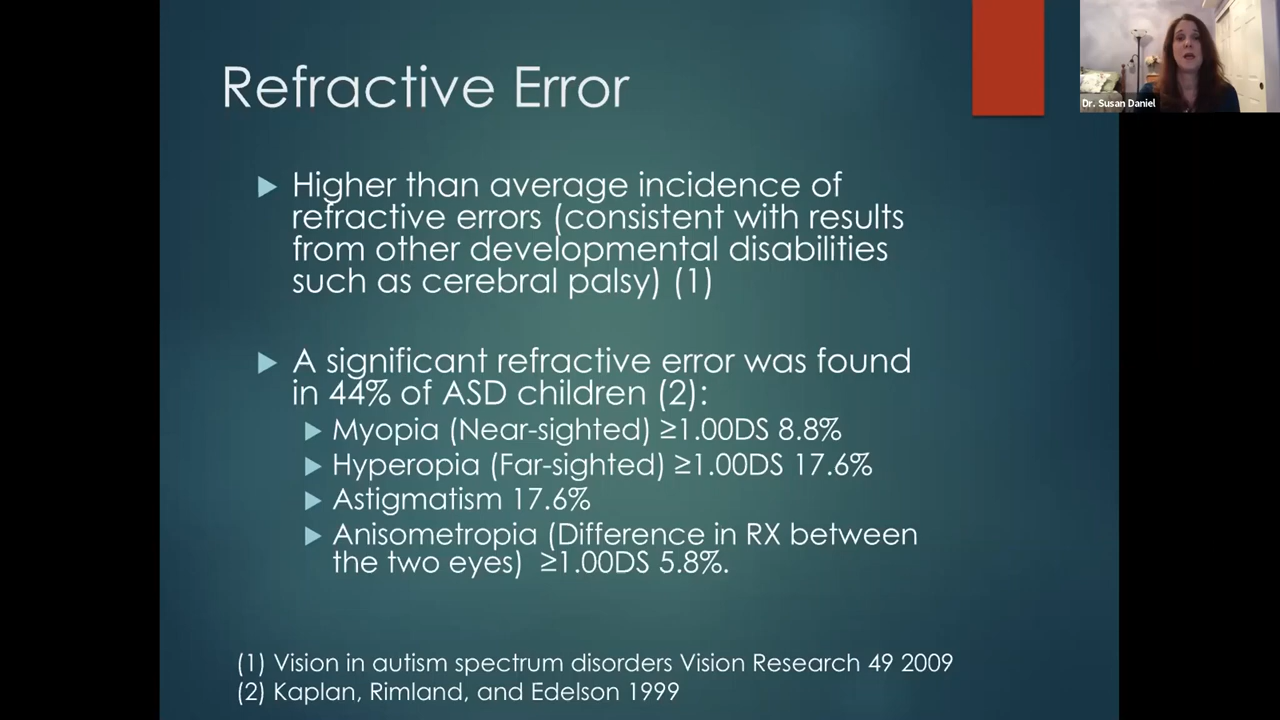 Refractive Error
Dr. Susan Daniel
Higher than average incidence of
refractive errors (consistent with results
from other developmental disabilities
such as cerebral palsy) (1)
A significant refractive error was found
in 44% of ASD children (2):
Myopia (Near-sighted) ≥1.00DS 8.8%
Hyperopia (Far-sighted) ≥1.00DS 17.6%
Astigmatism 17.6%
Anisometropia (Difference in RX between
the two eyes) ≥1.00DS 5.8%.
(1) Vision in autism spectrum disorders Vision Research 49 2009
(2) Kaplan, Rimland, and Edelson 1999